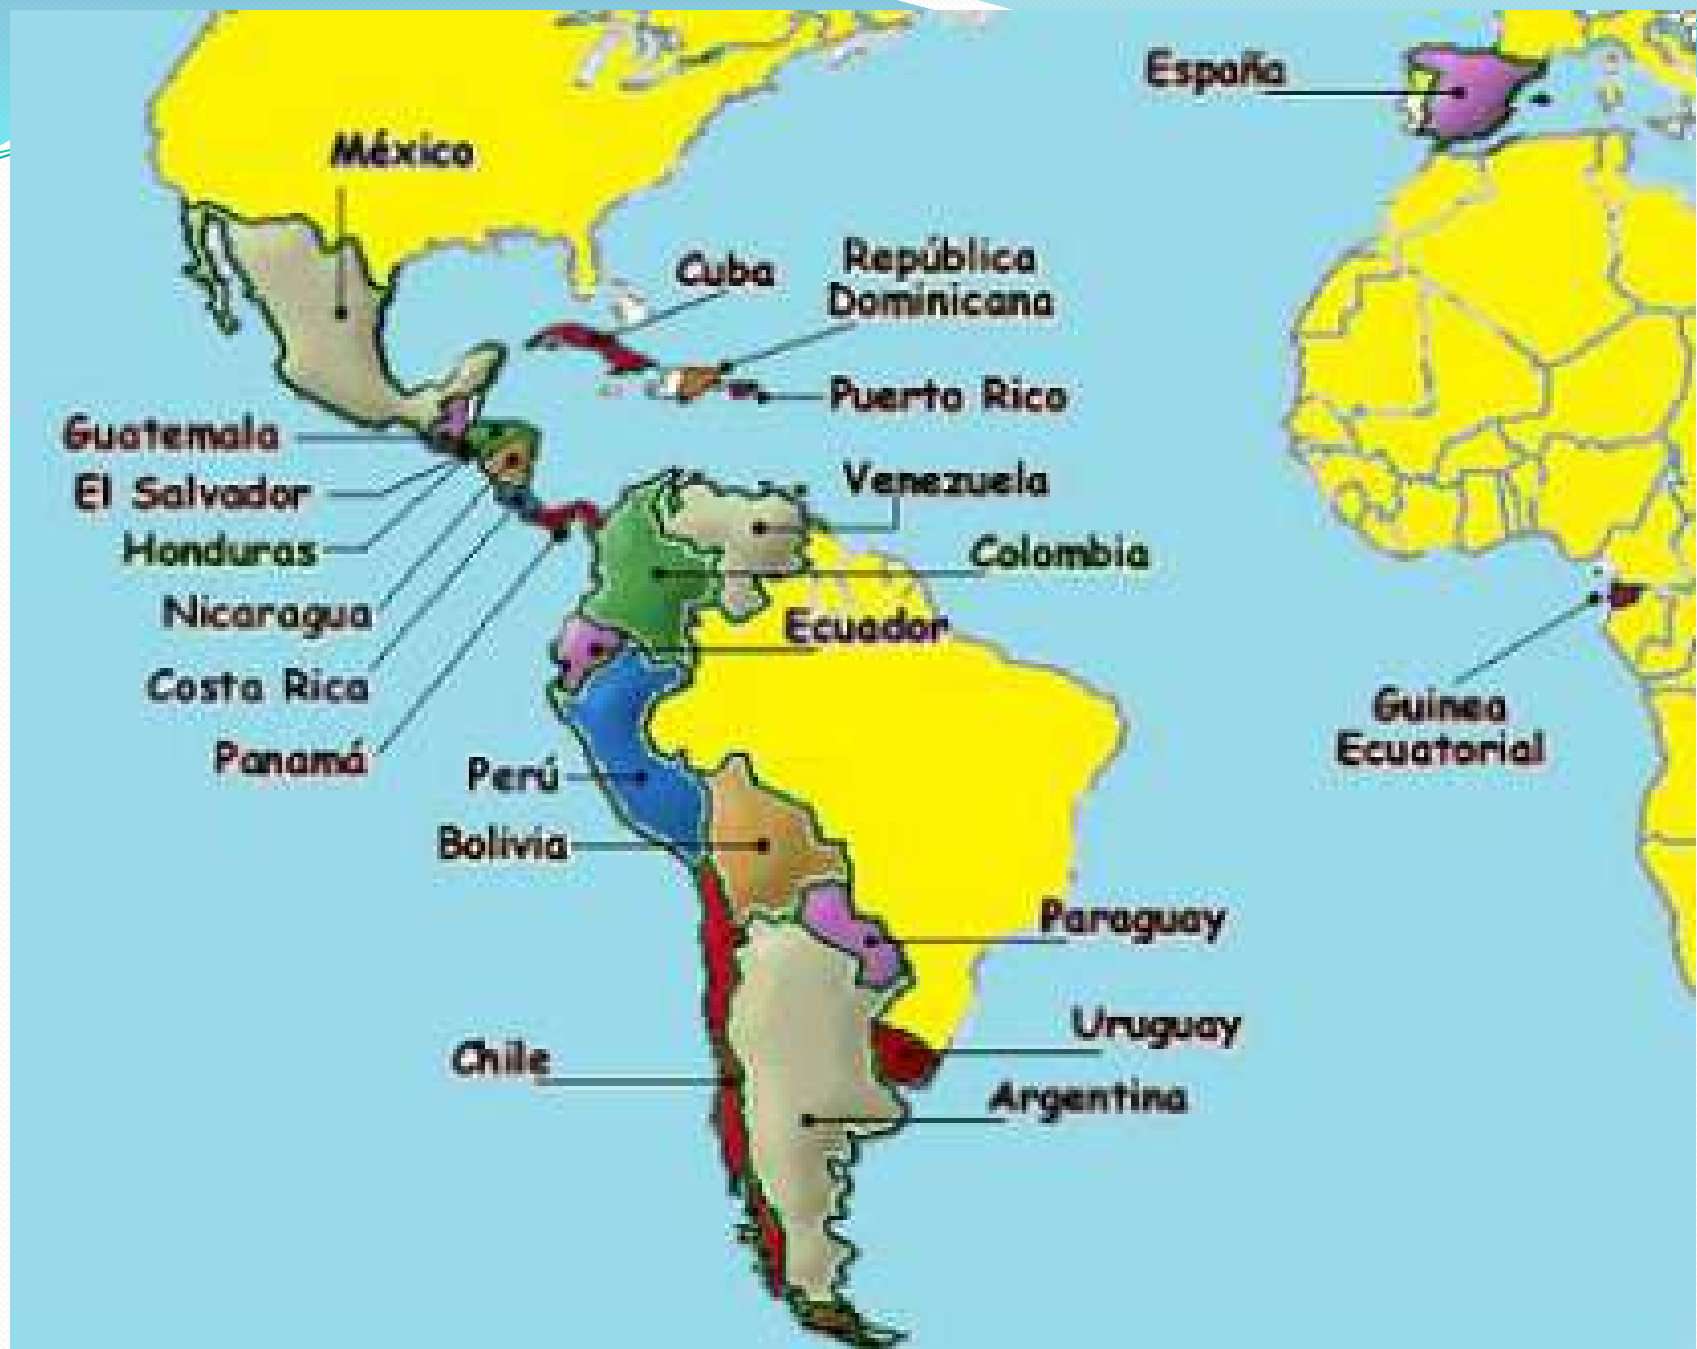 España
México
Cuba
República
Dominicana
Puerto Rico
Guatemala
El Salvador
Honduras
Nicaragua
Costa Rica
Panamá
Venezuela
Colombia
Ecuador
Guinea
Ecuatorial
Perú
Bolivia
Paraguay
Uruguay
Chile
Argentina